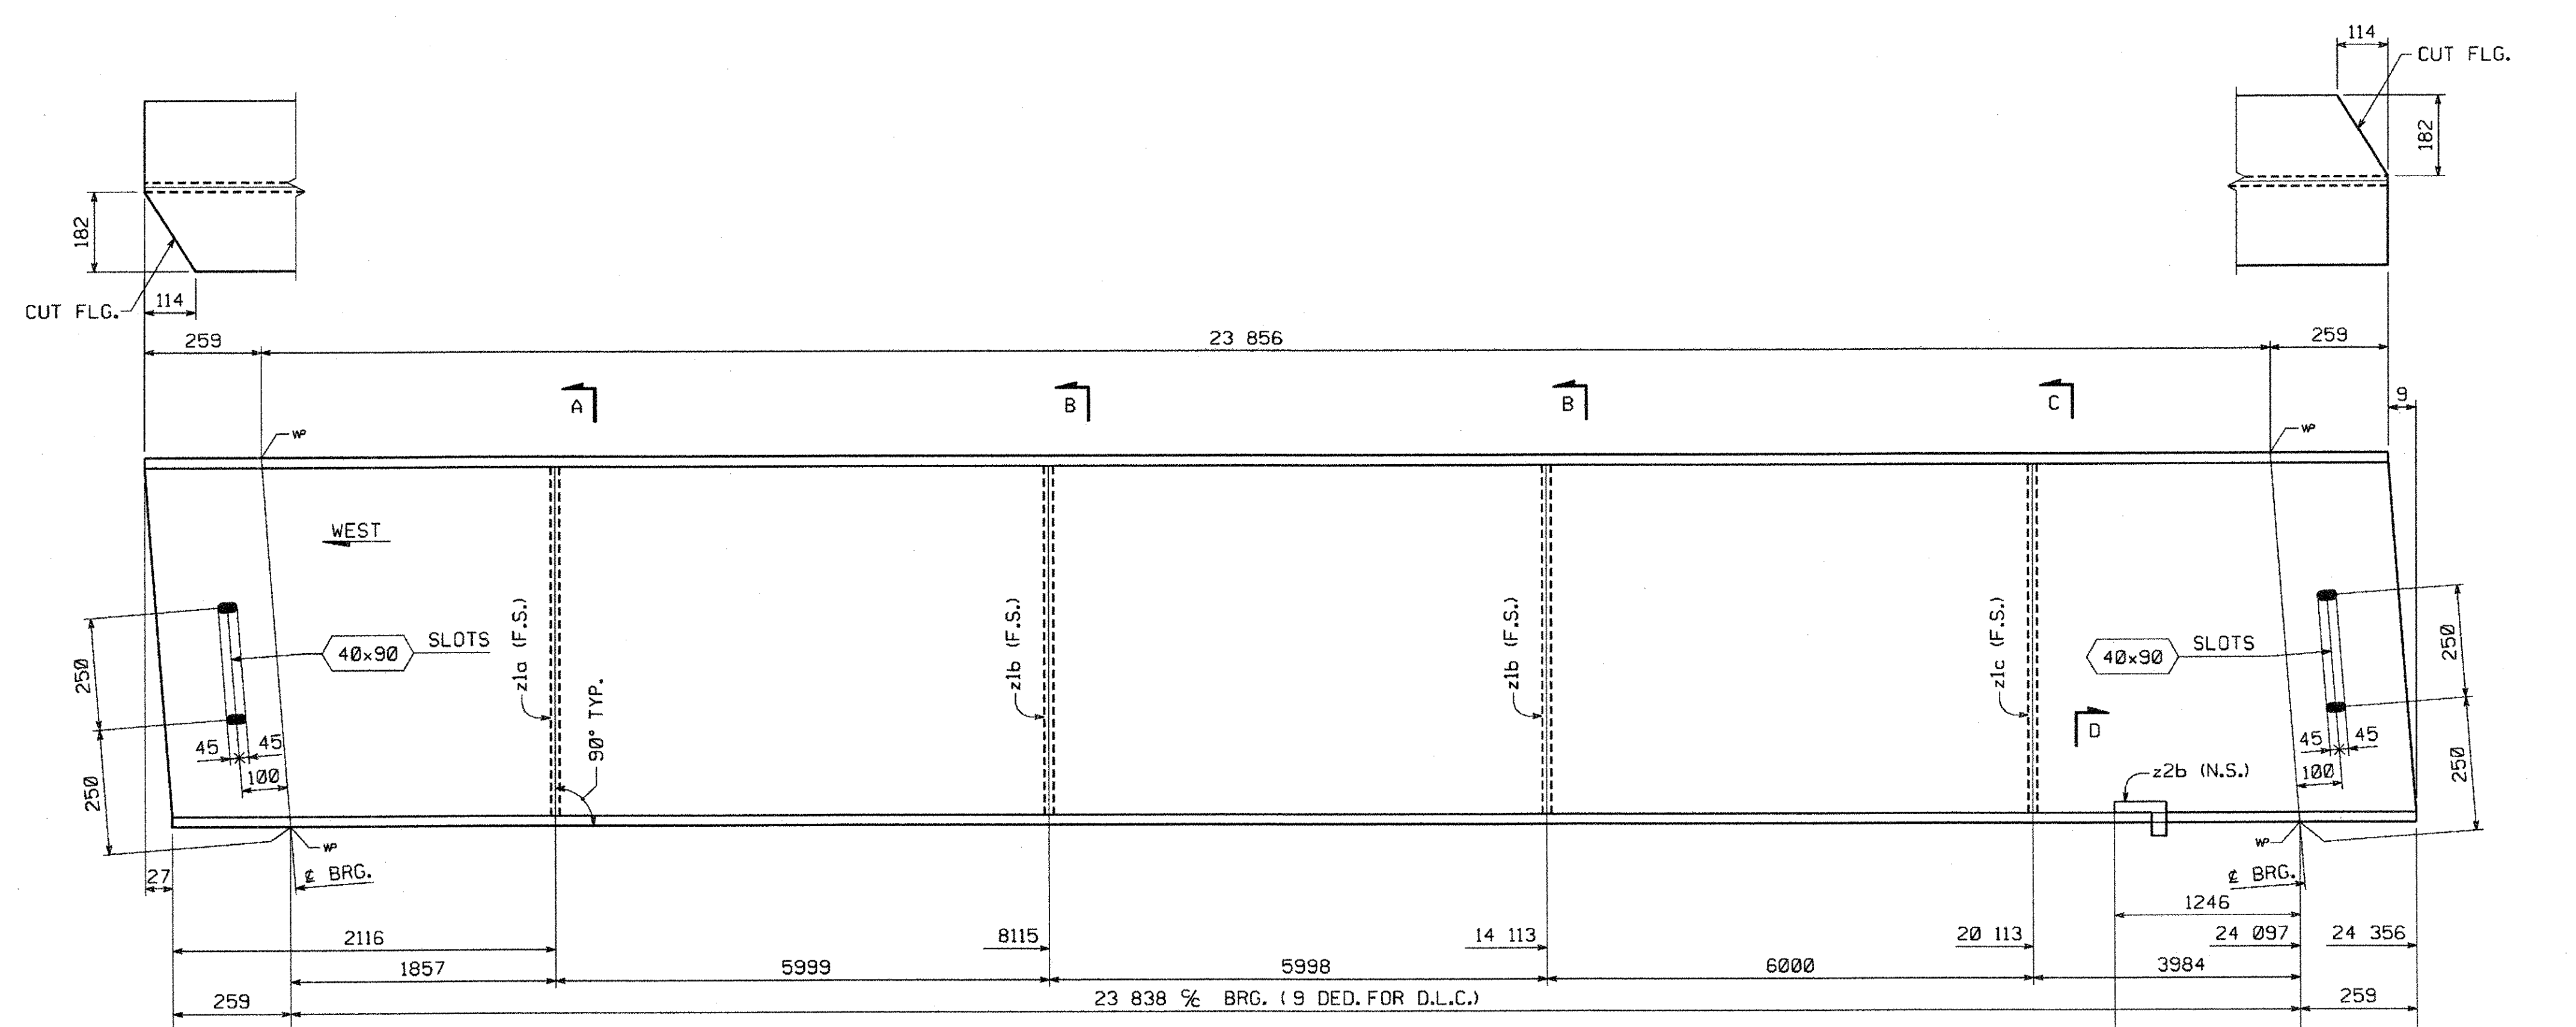 114
CUT FLG.
182
182
CUT FLG.
114
259
23 856
259
A
B
B
C
9
WP
WP
WEST
z1a (F.S.)
z1b (F.S.)
z1b (F.S.)
z1c (F.S.)
250
40x90
SLOTS
40x90
SLOTS
250
90° TYP.
D
45
45
100
250
45
45
100
250
z2b (N.S.)
WP
WP
27
℄ BRG.
℄ BRG.
1246
2116
8115
14 113
20 113
24 097
24 356
1857
5999
5998
6000
3984
259
23 838 C/C BRG. (9 DED. FOR D.L.C.)
259